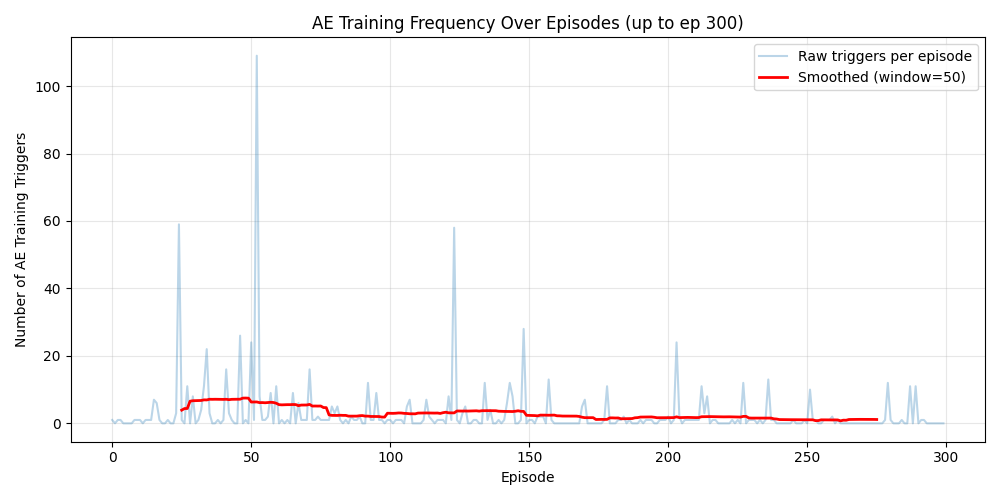 AE Training Frequency Over Episodes (up to ep 300)
Raw triggers per episode
Smoothed (window=50)
Number of AE Training Triggers
100
80
60
40
20
0
0 50 100 150 200 250 300
Episode